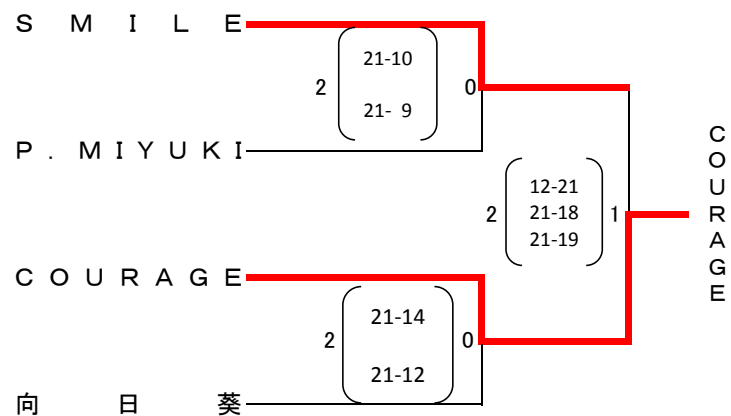 ＳＭＩＬＥ
2
21-10
21- 9
0
Ｐ．ＭＩＹＵＫＩ
2
12-21
21-18
21-19
1
ＣＯＵＲＡＧＥ
ＣＯＵＲＡＧＥ
2
21-14
21-12
0
向日葵